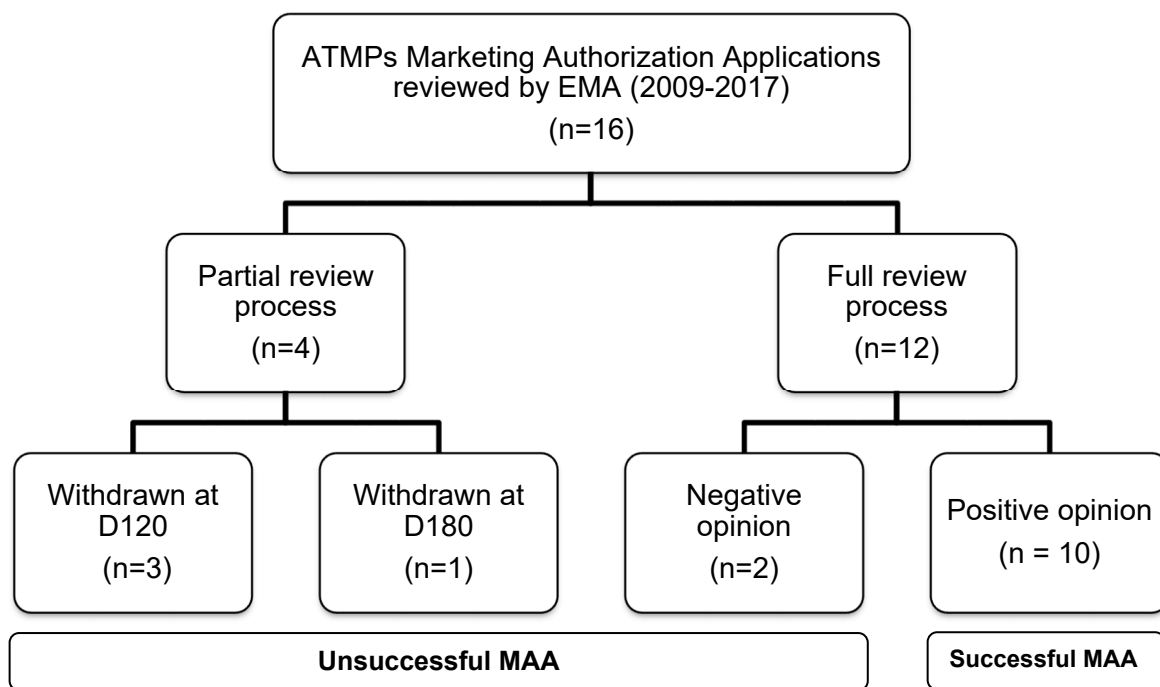 ATMPs Marketing Authorization Applications
reviewed by EMA (2009-2017)
(n=16)
Partial review
process
(n=4)
Full review
process
(n=12)
Withdrawn at
D120
(n=3)
Withdrawn at
D180
(n=1)
Negative
opinion
(n=2)
Positive opinion
(n = 10)
Unsuccessful MAA
Successful MAA